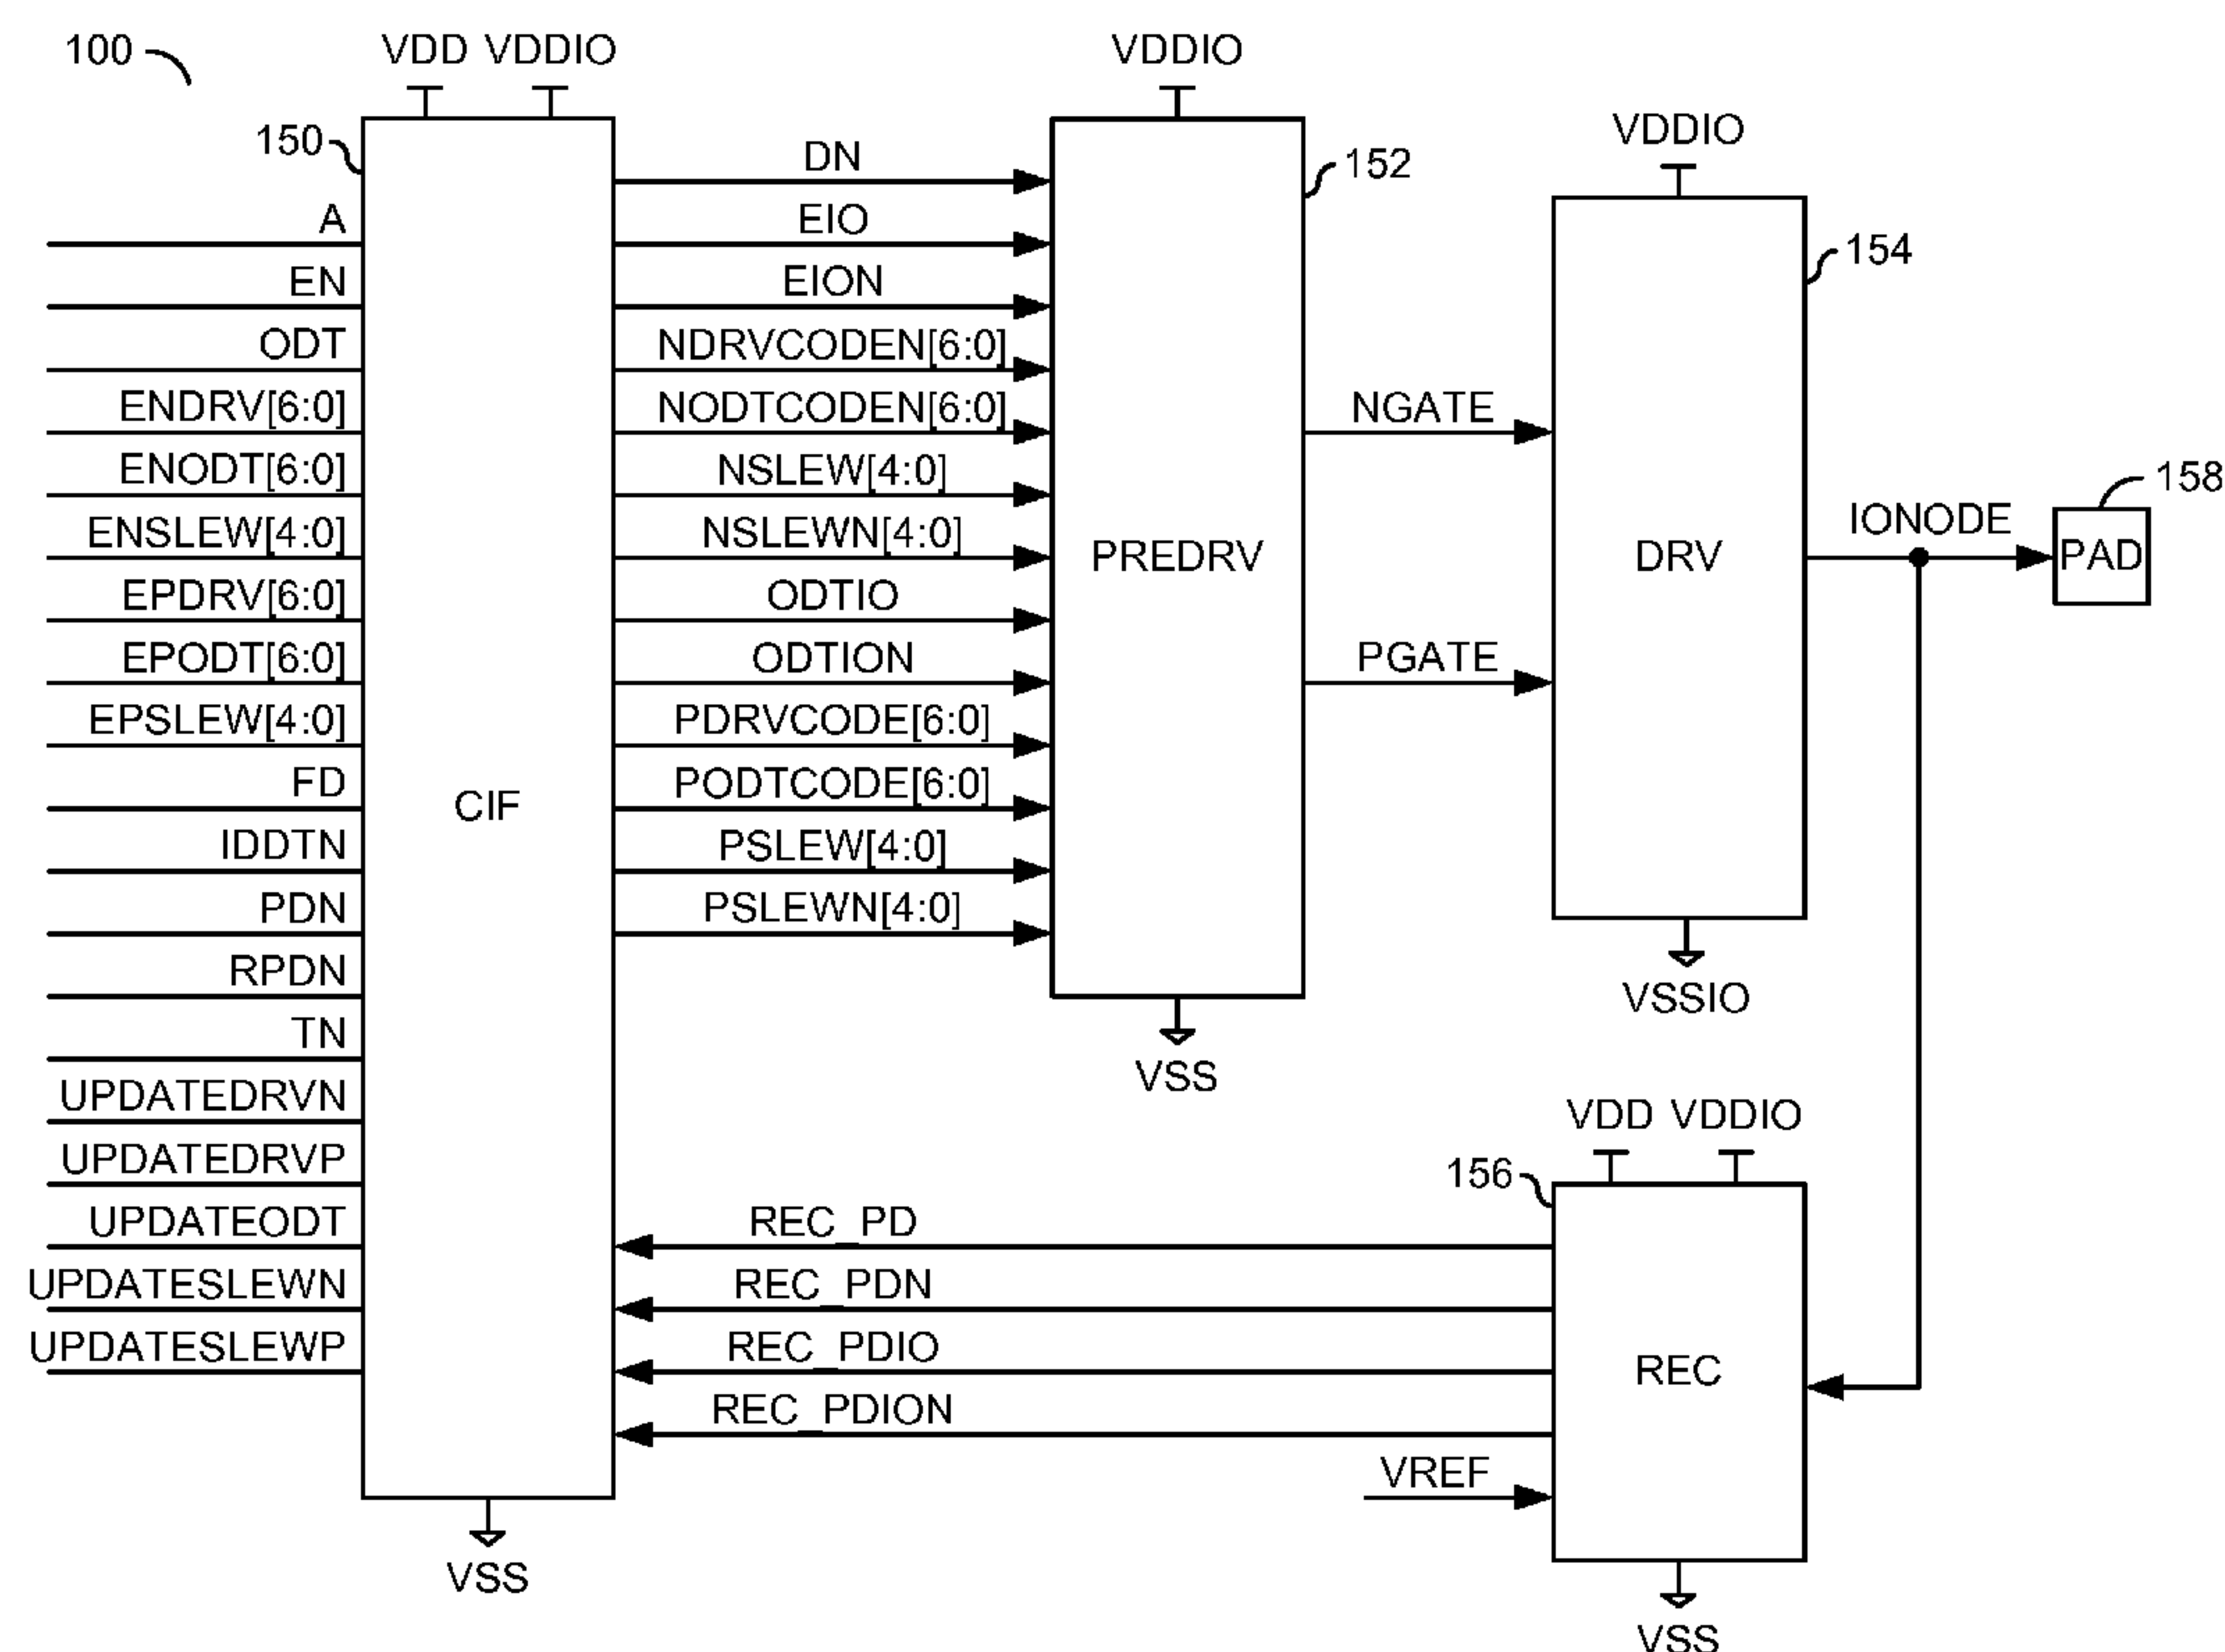 100
VDD VDDIO
VDDIO
VDDIO
150
152
154
158
A
EN
ODT
ENDRV[6:0]
ENODT[6:0]
ENSLEW[4:0]
EPDRV[6:0]
EPODT[6:0]
EPSLEW[4:0]
FD
IDDTN
PDN
RPDN
TN
UPDATEDRVN
UPDATEDRVP
UPDATEODT
UPDATESLEWN
UPDATESLEWP
CIF
VSS
DN
EIO
EION
NDRVCODEN[6:0]
NODTCODEN[6:0]
NSLEW[4:0]
NSLEWN[4:0]
ODTIO
ODTION
PDRVCODE[6:0]
PODTCODE[6:0]
PSLEW[4:0]
PSLEWN[4:0]
PREDRV
VSS
NGATE
PGATE
DRV
VSSIO
IONODE
PAD
VDD VDDIO
156
REC_PD
REC_PDN
REC_PDIO
REC_PDION
VREF
REC
VSS